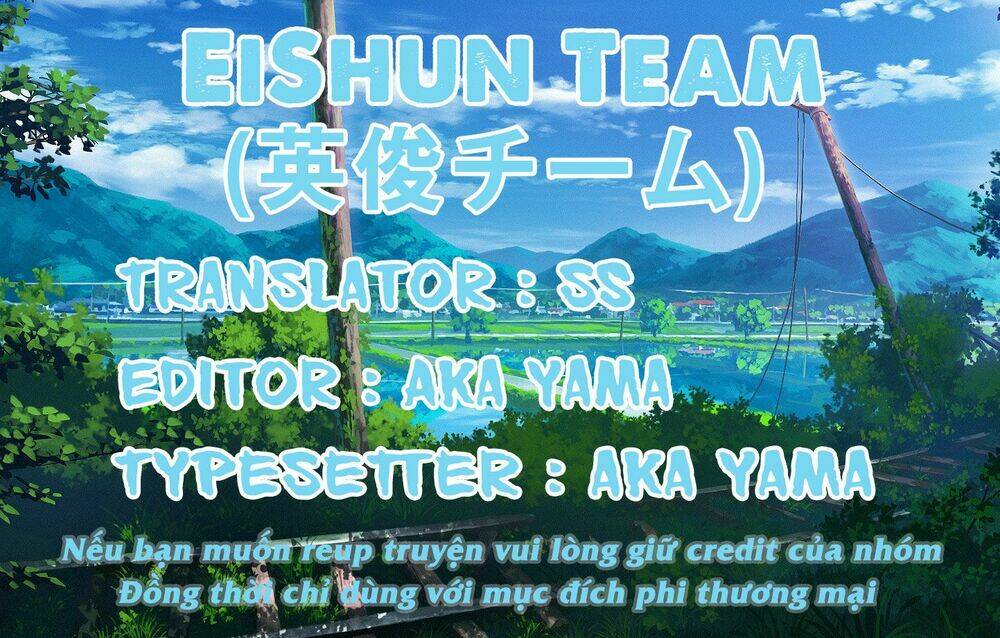 EiShun Team
(英俊チーム)
TRANSLATOR : SS
EDITOR : AKA YAMA
TYPESETTER : AKA YAMA
Nếu bạn muốn reup truyện vui lòng giữ credit của nhóm
Đồng thời chỉ dùng với mục đích phi thương mại